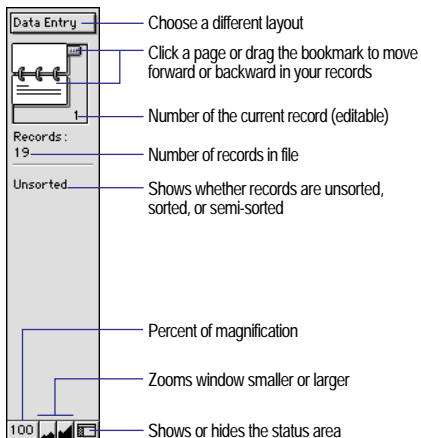 Data Entry
Choose a different layout
Click a page or drag the bookmark to move
forward or backward in your records
1
Number of the current record (editable)
Records:
19
Number of records in file
Unsorted
Shows whether records are unsorted,
sorted, or semi-sorted
Percent of magnification
Zooms window smaller or larger
100
Shows or hides the status area